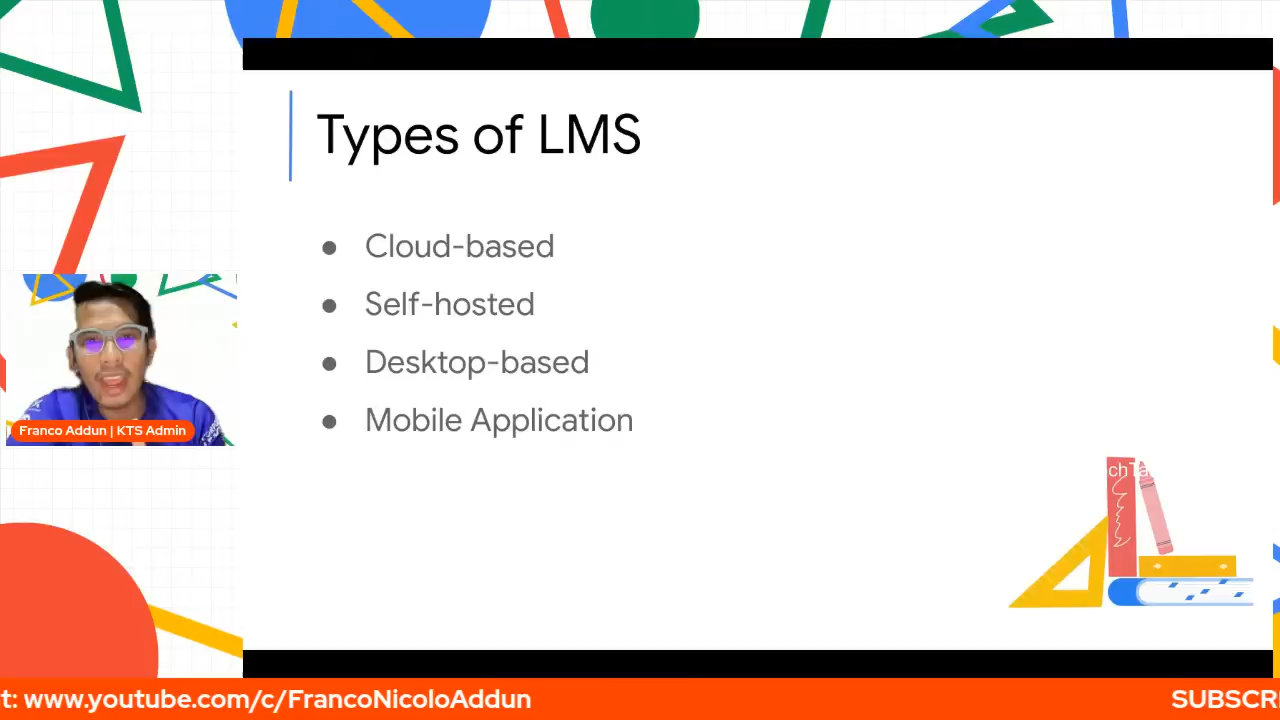 Types of LMS
● Cloud-based
● Self-hosted
● Desktop-based
● Mobile Application
Franco Addun | KTS Admin
t: www.youtube.com/c/FrancoNicoloAddun
SUBSCR